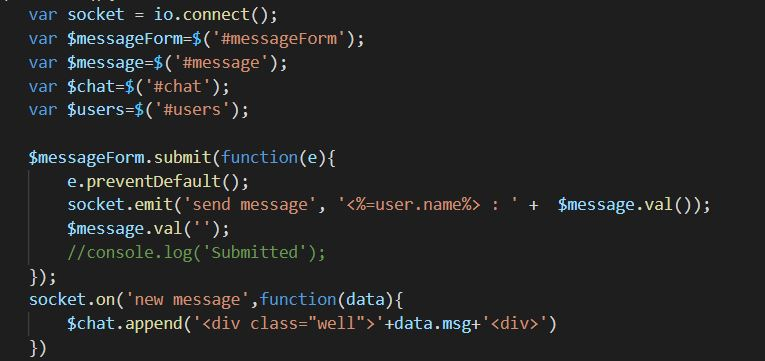 var socket = io.connect();
var $messageForm=$('#messageForm');
var $message=$('#message');
var $chat=$('#chat');
var $users=$('#users');
$messageForm.submit(function(e){
e.preventDefault();
socket.emit('send message', '<%=user.name%> : ' +  $message.val());
$message.val('');
//console.log('Submitted');
});
socket.on('new message',function(data){
$chat.append('<div class="well">'+data.msg+'<div>')
})